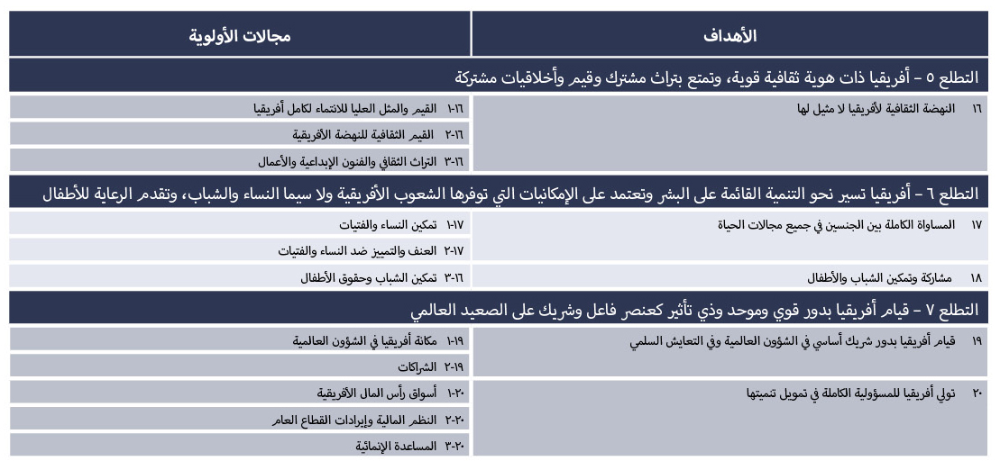 الأهداف
مجالات الأولوية
التطلع ٥ – أفريقيا ذات هوية ثقافية قوية، وتمتع بتراث مشترك وقيم وأخلاقيات مشتركة
١٦ النهضة الثقافية لأفريقيا لا مثيل لها
١٦-١ القيم والمثل العليا للانتماء لكامل أفريقيا
١٦-٢ القيم الثقافية للنهضة الأفريقية
١٦-٣ التراث الثقافي والفنون الإبداعية والأعمال
التطلع ٦ – أفريقيا تسير نحو التنمية القائمة على البشر وتعتمد على الإمكانيات التي توفرها الشعوب الأفريقية ولا سيما النساء والشباب، وتقدم الرعاية للأطفال
١٧ المساواة الكاملة بين الجنسين في جميع مجالات الحياة
١٧-١ تمكين النساء والفتيات
١٧-٢ العنف والتمييز ضد النساء والفتيات
١٨ مشاركة وتمكين الشباب والأطفال
١٦-٣ تمكين الشباب وحقوق الأطفال
التطلع ٧ – قيام أفريقيا بدور قوي وموحد وذي تأثير كعنصر فاعل وشريك على الصعيد العالمي
١٩ قيام أفريقيا بدور شريك أساسي في الشؤون العالمية وفي التعايش السلمي
١٩-١ مكانة أفريقيا في الشؤون العالمية
١٩-٢ الشراكات
٢٠ تولي أفريقيا للمسؤولية الكاملة في تمويل تنميتها
٢٠-١ أسواق رأس المال الأفريقية
٢٠-٢ النظم المالية وإيرادات القطاع العام
٢٠-٣ المساعدة الإنمائية